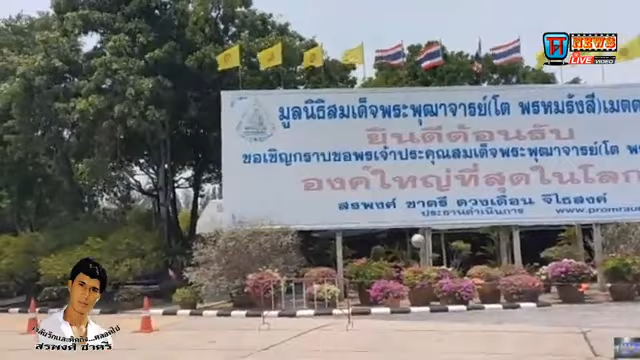 มูลนิธิสมเด็จพระพุฒาจารย์(โต พรหมรังสี)เมตต
ยินดีต้อนรับ
ขอเชิญกราบขอพรเจ้าประคุณสมเด็จพระพุฒาจารย์(โต พ
องค์ใหญ่ที่สุดในโลก
สรพงศ์ ชาตรี ดวงเดือน จิไธสงค์
ประธานดำเนินการ
www.promra
LIVE VIDEO
สรพงศ์ ชาตรี